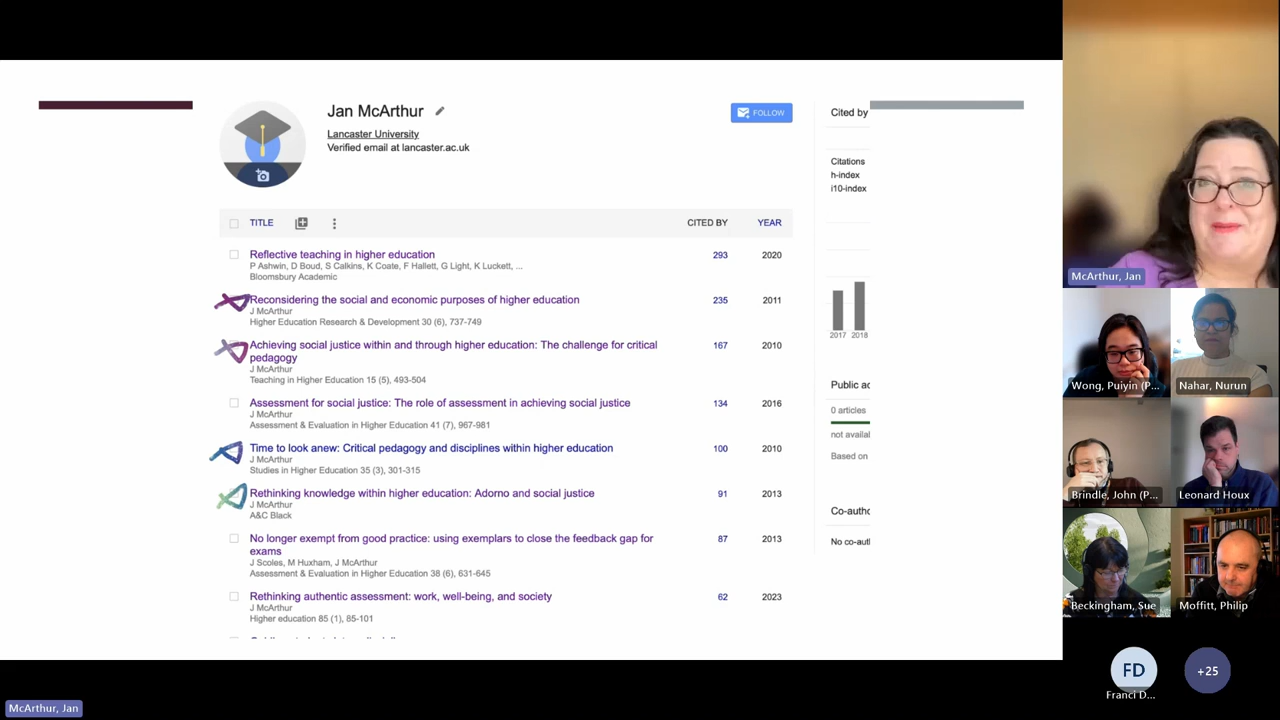 Jan McArthur
Lancaster University
Verified email at lancaster.ac.uk
FOLLOW
TITLE
CITED BY
YEAR
Reflective teaching in higher education
293
2020
P Ashwin, D Boud, S Calkins, K Coate, F Hallett, G Light, K Luckett, ...
Bloomsbury Academic
Reconsidering the social and economic purposes of higher education
235
2011
J McArthur
Higher Education Research & Development 30 (6), 737-749
Achieving social justice within and through higher education: The challenge for critical
pedagogy
167
2010
J McArthur
Teaching in Higher Education 15 (5), 493-504
Assessment for social justice: The role of assessment in achieving social justice
134
2016
J McArthur
Assessment & Evaluation in Higher Education 41 (7), 967-981
Time to look anew: Critical pedagogy and disciplines within higher education
100
2010
J McArthur
Studies in Higher Education 35 (3), 301-315
Rethinking knowledge within higher education: Adorno and social justice
91
2013
J McArthur
A&C Black
No longer exempt from good practice: using exemplars to close the feedback gap for
exams
87
2013
J Scoles, M Huxham, J McArthur
Assessment & Evaluation in Higher Education 38 (6), 631-645
Rethinking authentic assessment: work, well-being, and society
62
2023
J McArthur
Higher education 85 (1), 85-101
Cited by
Citations
h-index
i10-index
2017 2018
Public ac
0 articles
not availal
Based on
Co-autho
No co-autl
McArthur, Jan
Wong, Puiyin (P...
Nahar, Nurun
Brindle, John (P...
Leonard Houx
Beckingham, Sue
Moffitt, Philip
FD
Franci D...
+25
McArthur, Jan